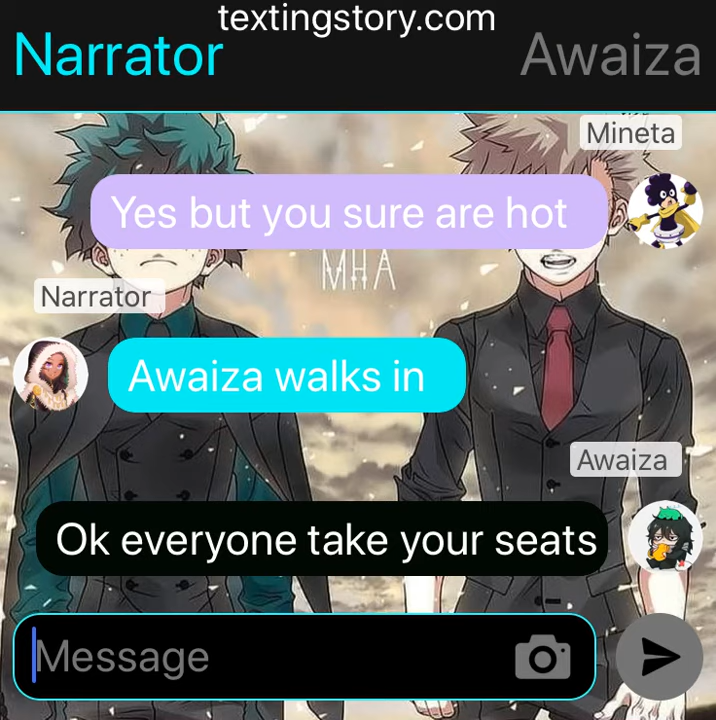 textingstory.com
Narrator
Awaiza
Mineta
Yes but you sure are hot
MHA
Narrator
Awaiza walks in
Awaiza
Ok everyone take your seats
Message